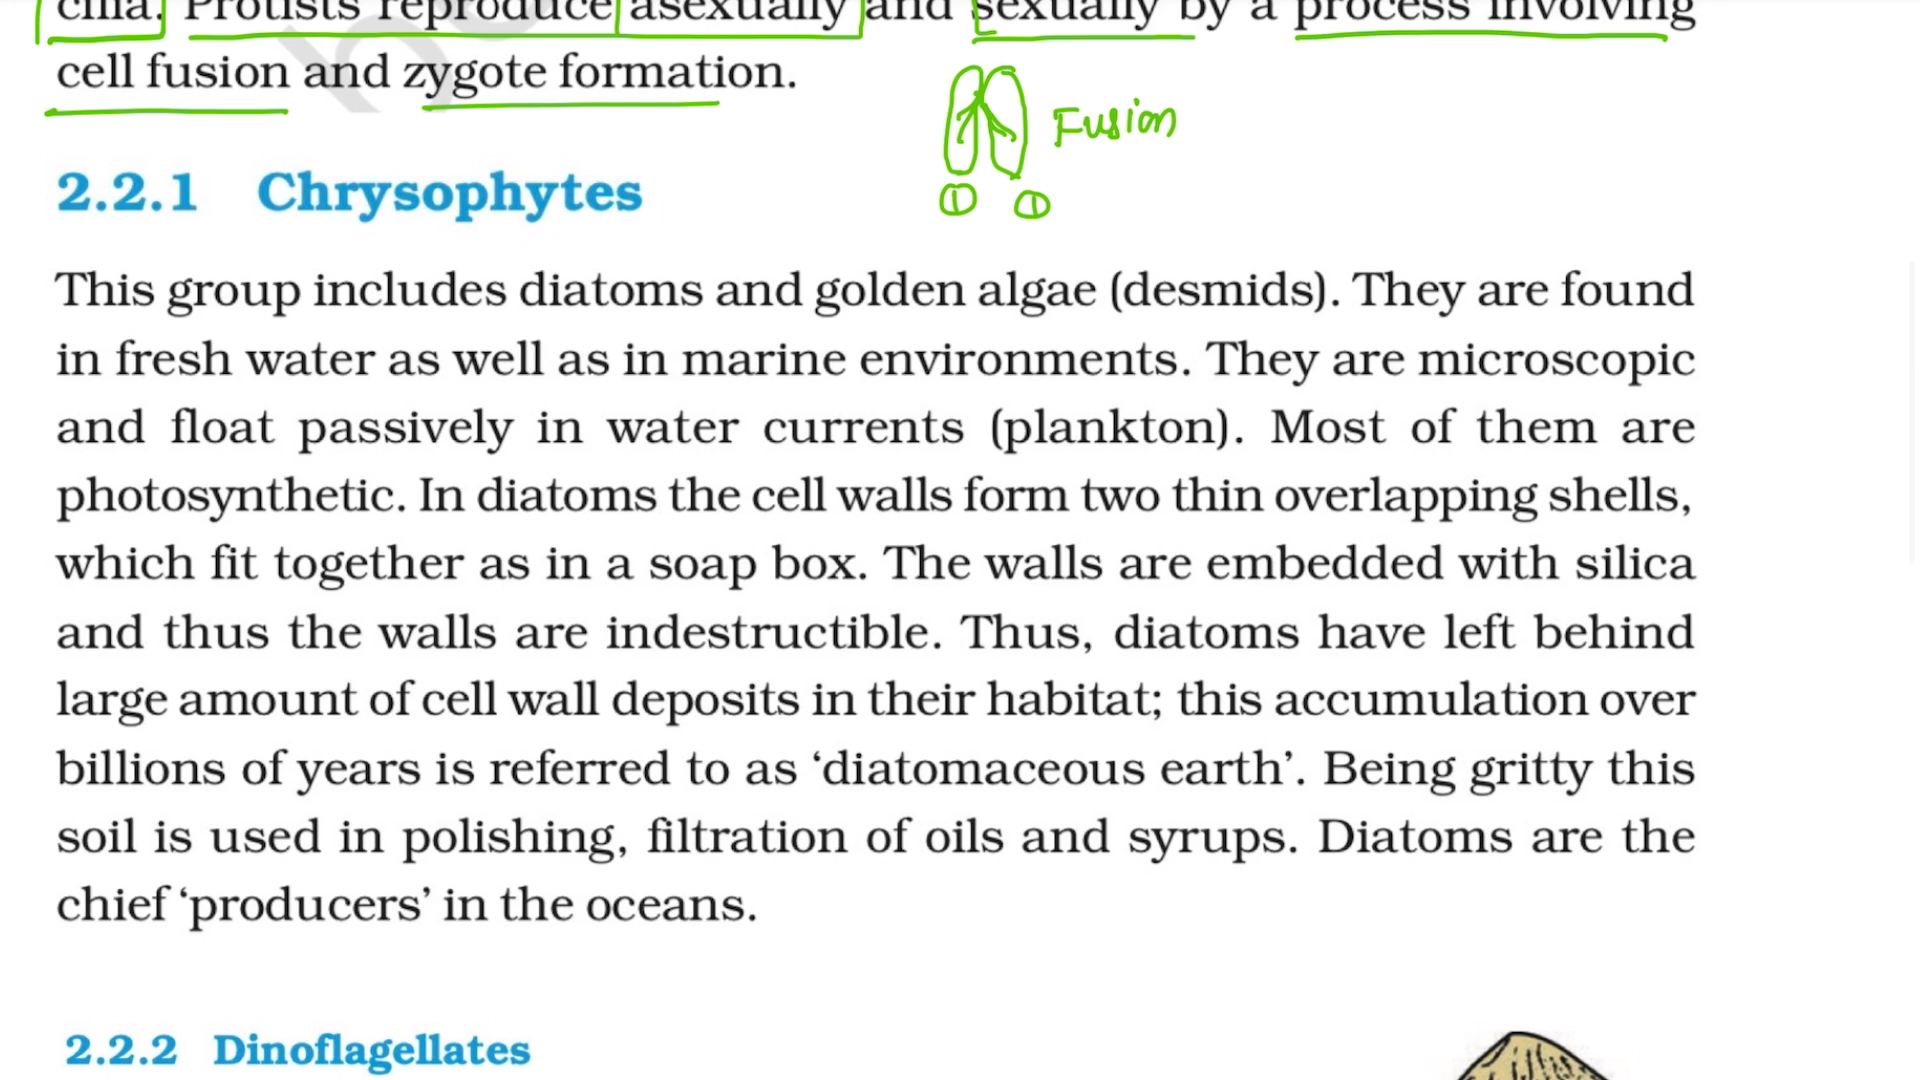 cilia. Protists reproduce asexually and sexually by a process involving
cell fusion and zygote formation.
Fusion
2.2.1 Chrysophytes
This group includes diatoms and golden algae (desmids). They are found
in fresh water as well as in marine environments. They are microscopic
and float passively in water currents (plankton). Most of them are
photosynthetic. In diatoms the cell walls form two thin overlapping shells,
which fit together as in a soap box. The walls are embedded with silica
and thus the walls are indestructible. Thus, diatoms have left behind
large amount of cell wall deposits in their habitat; this accumulation over
billions of years is referred to as ‘diatomaceous earth’. Being gritty this
soil is used in polishing, filtration of oils and syrups. Diatoms are the
chief ‘producers’ in the oceans.
2.2.2 Dinoflagellates